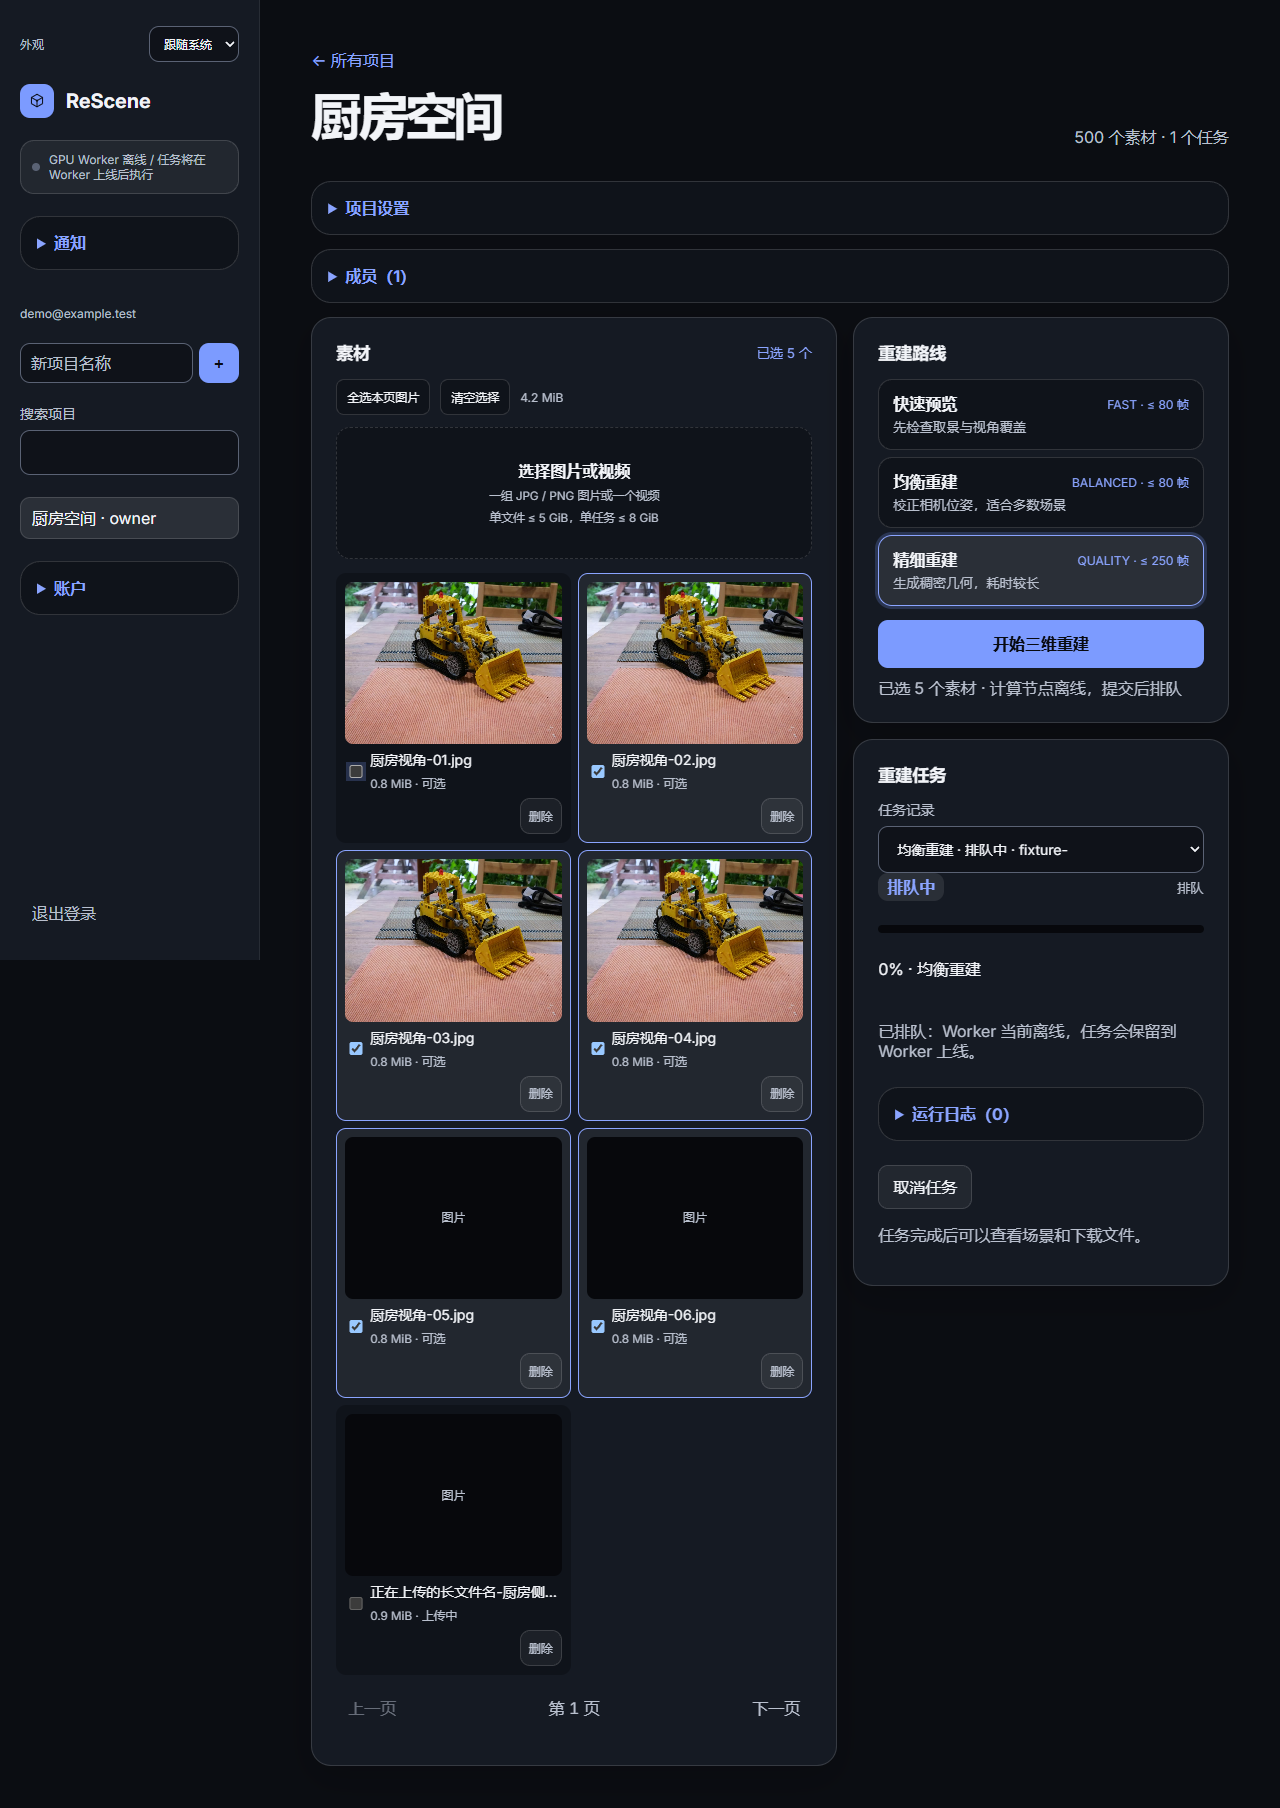 外观
跟随系统
ReScene
GPU Worker 离线 / 任务将在
Worker 上线后执行
▶ 通知
demo@example.test
新项目名称
+
搜索项目
厨房空间 · owner
▶ 账户
退出登录
← 所有项目
厨房空间
500 个素材 · 1 个任务
▶ 项目设置
▶ 成员（1）
素材
已选 5 个
全选本页图片
清空选择
4.2 MiB
选择图片或视频
一组 JPG / PNG 图片或一个视频
单文件 ≤ 5 GiB，单任务 ≤ 8 GiB
厨房视角-01.jpg
0.8 MiB · 可选
删除
厨房视角-02.jpg
0.8 MiB · 可选
删除
厨房视角-03.jpg
0.8 MiB · 可选
删除
厨房视角-04.jpg
0.8 MiB · 可选
删除
图片
厨房视角-05.jpg
0.8 MiB · 可选
删除
图片
厨房视角-06.jpg
0.8 MiB · 可选
删除
图片
正在上传的长文件名-厨房侧...
0.9 MiB · 上传中
删除
上一页
第 1 页
下一页
重建路线
快速预览
FAST · ≤ 80 帧
先检查取景与视角覆盖
均衡重建
BALANCED · ≤ 80 帧
校正相机位姿，适合多数场景
精细重建
QUALITY · ≤ 250 帧
生成稠密几何，耗时较长
开始三维重建
已选 5 个素材 · 计算节点离线，提交后排队
重建任务
任务记录
均衡重建 · 排队中 · fixture-
排队中
排队
0% · 均衡重建
已排队：Worker 当前离线，任务会保留到
Worker 上线。
▶ 运行日志（0）
取消任务
任务完成后可以查看场景和下载文件。